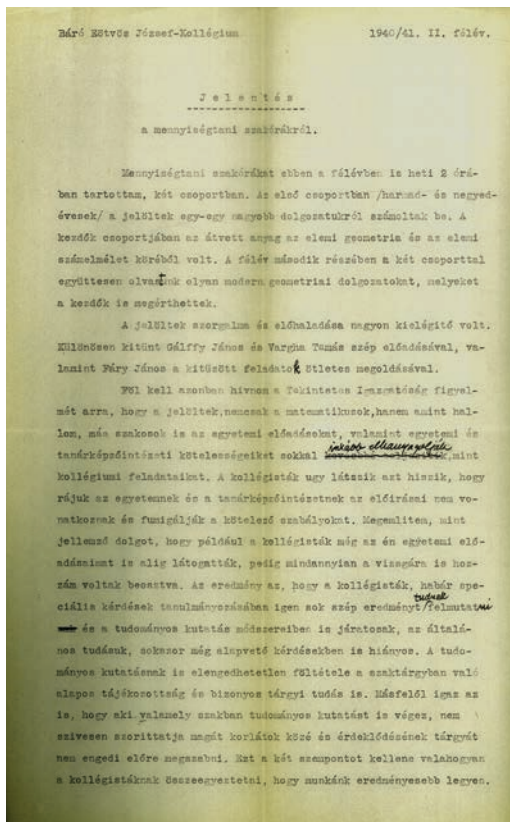 Báró Eötvös József-Kollégium 1940/41. II. félév.
Jelentés
a mennyiségtani szakórákról.
Mennyiségtani szakórákat ebben a félévben is heti 2 órá-
ban tartottam, két csoportban. Az első csoportban /harmad- és negyed-
évesek/ a jelöltek egy-egy nagyobb dolgozatukról számoltak be. A
kezdők csoportjában az átvett anyag az elemi geometria és az elemi
számelmélet köréből volt. A félév második részében a két csoporttal
együttesen olvastunk olyan modern geometriai dolgozatokat, melyeket
a kezdők is megérthettek.
A jelöltek szorgalma és előhaladása nagyon kielégitő volt.
Különösen kitünt Gálffy János és Vargha Tamás szép előadásával, va-
lamint Fáry János a kitüzött feladatok ötletes megoldásával.
Föl kell azonban hivnom a Tekintetes Igazgatóság figyel-
mét arra, hogy a jelöltek,nemcsak a matematikusok,hanem amint hal-
lom, más szakosok is az egyetemi előadásokat, valamint egyetemi és
tanárképzőintézeti kötelességeiket sokkal inkább elhanyagolják,mint
kollégiumi feladataikat. A kollégisták ugy látszik azt hiszik, hogy
rájuk az egyetemnek és a tanárképzőintézetnek az előirásai nem vo-
natkoznak és fumigálják a kötelező szabályokat. Megemlitem, mint
jellemző dolgot, hogy például a kollégisták még az én egyetemi elő-
adásaimat is alig látogatták, pedig mindannyian a vizsgára is hoz-
zám voltak beosztva. Az eredmény az, hogy a kollégisták, habár spe-
ciális kérdések tanulmányozásában igen sok szép eredményt tudnak /felmutatni
és a tudományos kutatás módszereiben is járatosak, az általá-
nos tudásuk, sokszor még alapvető kérdésekben is hiányos. A tudo-
mányos kutatásnak is elengedhetetlen föltétele a szaktárgyban való
alapos tájékozottság és bizonyos tárgyi tudás is. Másfelől igaz az
is, hogy aki valamely szakban tudományos kutatást is végez, nem
szivesen szorittatja magát korlátok közé és érdeklődésének tárgyát
nem engedi előre megszabni. Ezt a két szempontot kellene valahogyan
a kollégistáknak összeegyeztetni, hogy munkánk eredményesebb legyen.